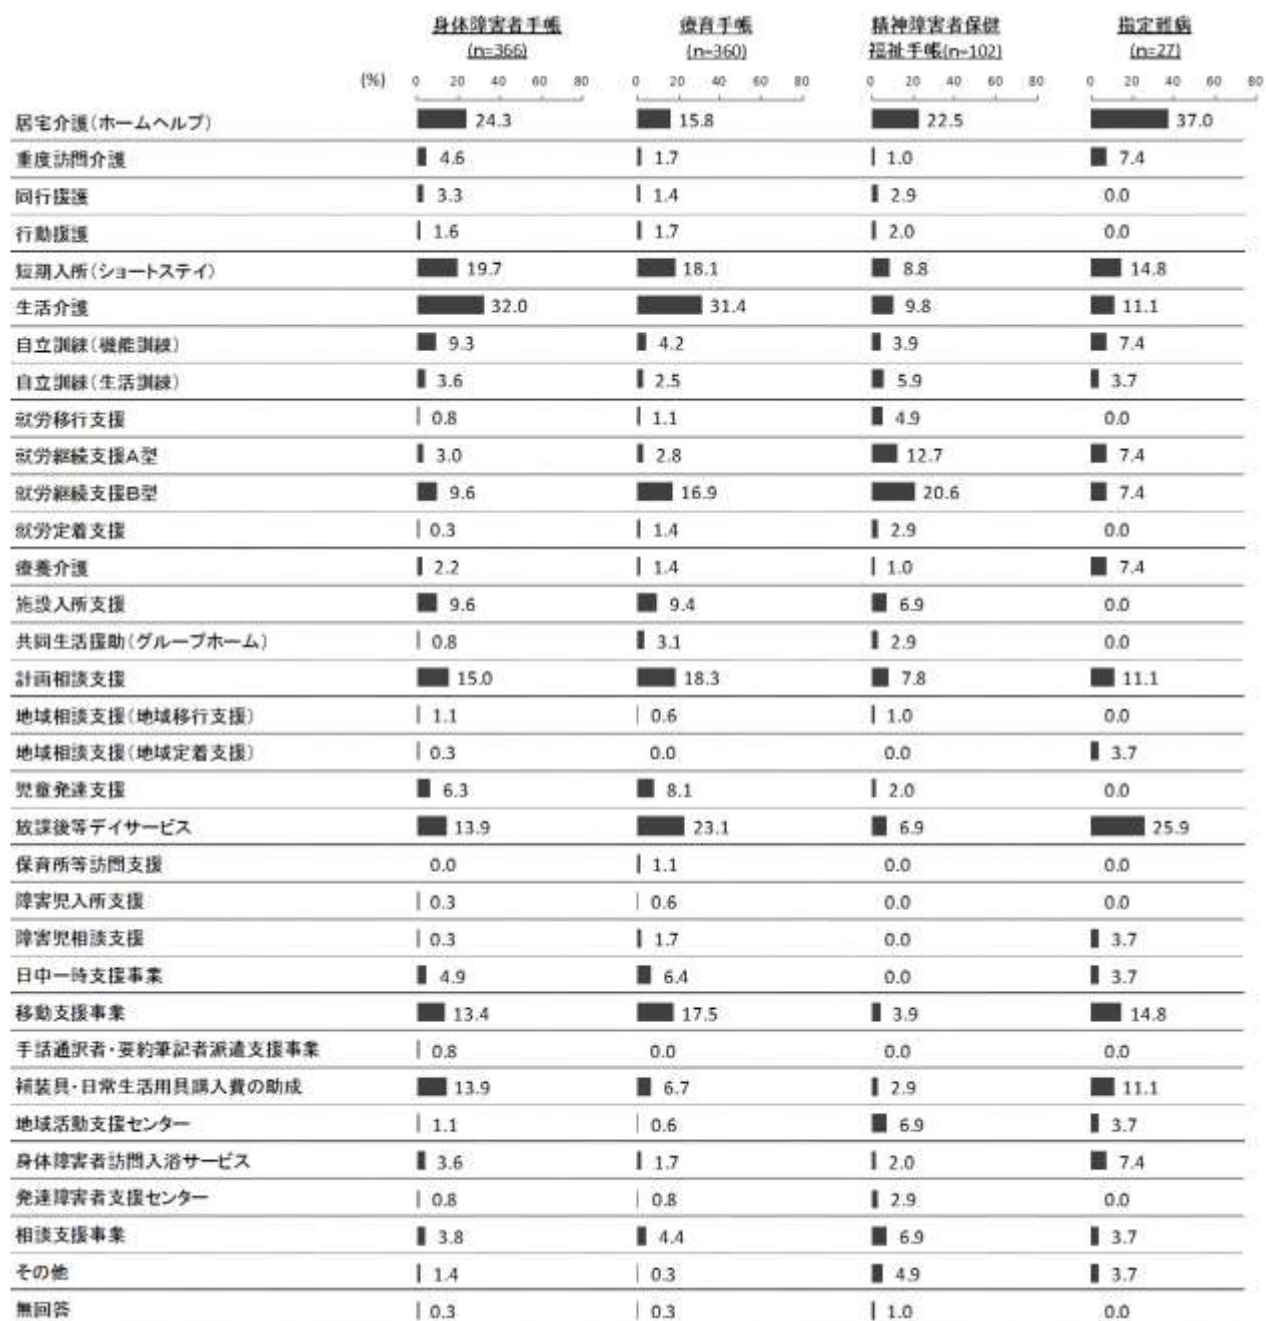 身体障害者手帳 療育手帳 精神障害者保健 指定難病
(n=366) (n=360) 福祉手帳(n=102) (n=27)
(%) 0 20 40 60 80 0 20 40 60 80 0 20 40 60 80 0 20 40 60 80
居宅介護(ホームヘルプ) 24.3 15.8 22.5 37.0
重度訪問介護 4.6 1.7 1.0 7.4
同行援護 3.3 1.4 2.9 0.0
行動援護 1.6 1.7 2.0 0.0
短期入所(ショートステイ) 19.7 18.1 8.8 14.8
生活介護 32.0 31.4 9.8 11.1
自立訓練(機能訓練) 9.3 4.2 3.9 7.4
自立訓練(生活訓練) 3.6 2.5 5.9 3.7
就労移行支援 0.8 1.1 4.9 0.0
就労継続支援A型 3.0 2.8 12.7 7.4
就労継続支援B型 9.6 16.9 20.6 7.4
就労定着支援 0.3 1.4 2.9 0.0
療養介護 2.2 1.4 1.0 7.4
施設入所支援 9.6 9.4 6.9 0.0
共同生活援助(グループホーム) 0.8 3.1 2.9 0.0
計画相談支援 15.0 18.3 7.8 11.1
地域相談支援(地域移行支援) 1.1 0.6 1.0 0.0
地域相談支援(地域定着支援) 0.3 0.0 0.0 3.7
児童発達支援 6.3 8.1 2.0 0.0
放課後等デイサービス 13.9 23.1 6.9 25.9
保育所等訪問支援 0.0 1.1 0.0 0.0
障害児入所支援 0.3 0.6 0.0 0.0
障害児相談支援 0.3 1.7 0.0 3.7
日中一時支援事業 4.9 6.4 0.0 3.7
移動支援事業 13.4 17.5 3.9 14.8
手話通訳者・要約筆記者派遣支援事業 0.8 0.0 0.0 0.0
補装具・日常生活用具購入費の助成 13.9 6.7 2.9 11.1
地域活動支援センター 1.1 0.6 6.9 3.7
身体障害者訪問入浴サービス 3.6 1.7 2.0 7.4
発達障害者支援センター 0.8 0.8 2.9 0.0
相談支援事業 3.8 4.4 6.9 3.7
その他 1.4 0.3 4.9 3.7
無回答 0.3 0.3 1.0 0.0